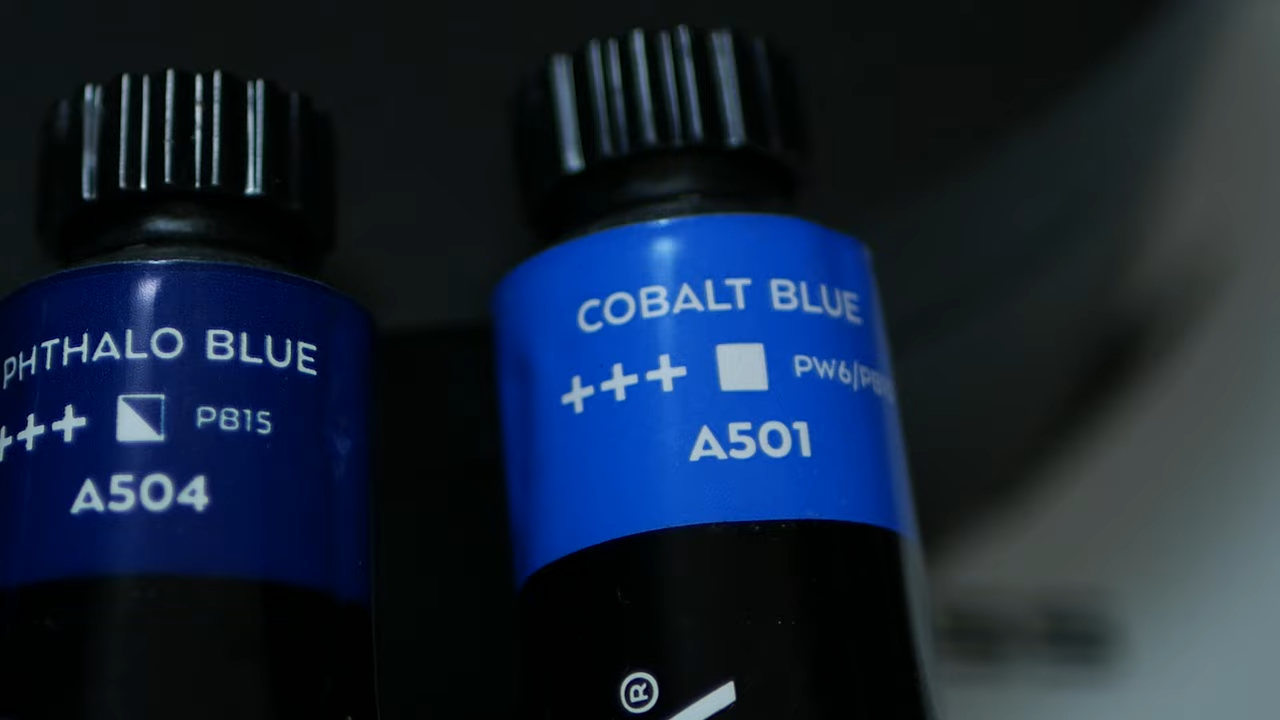 PHTHALO BLUE
+++ PB15
A504
COBALT BLUE
+++
A501
®